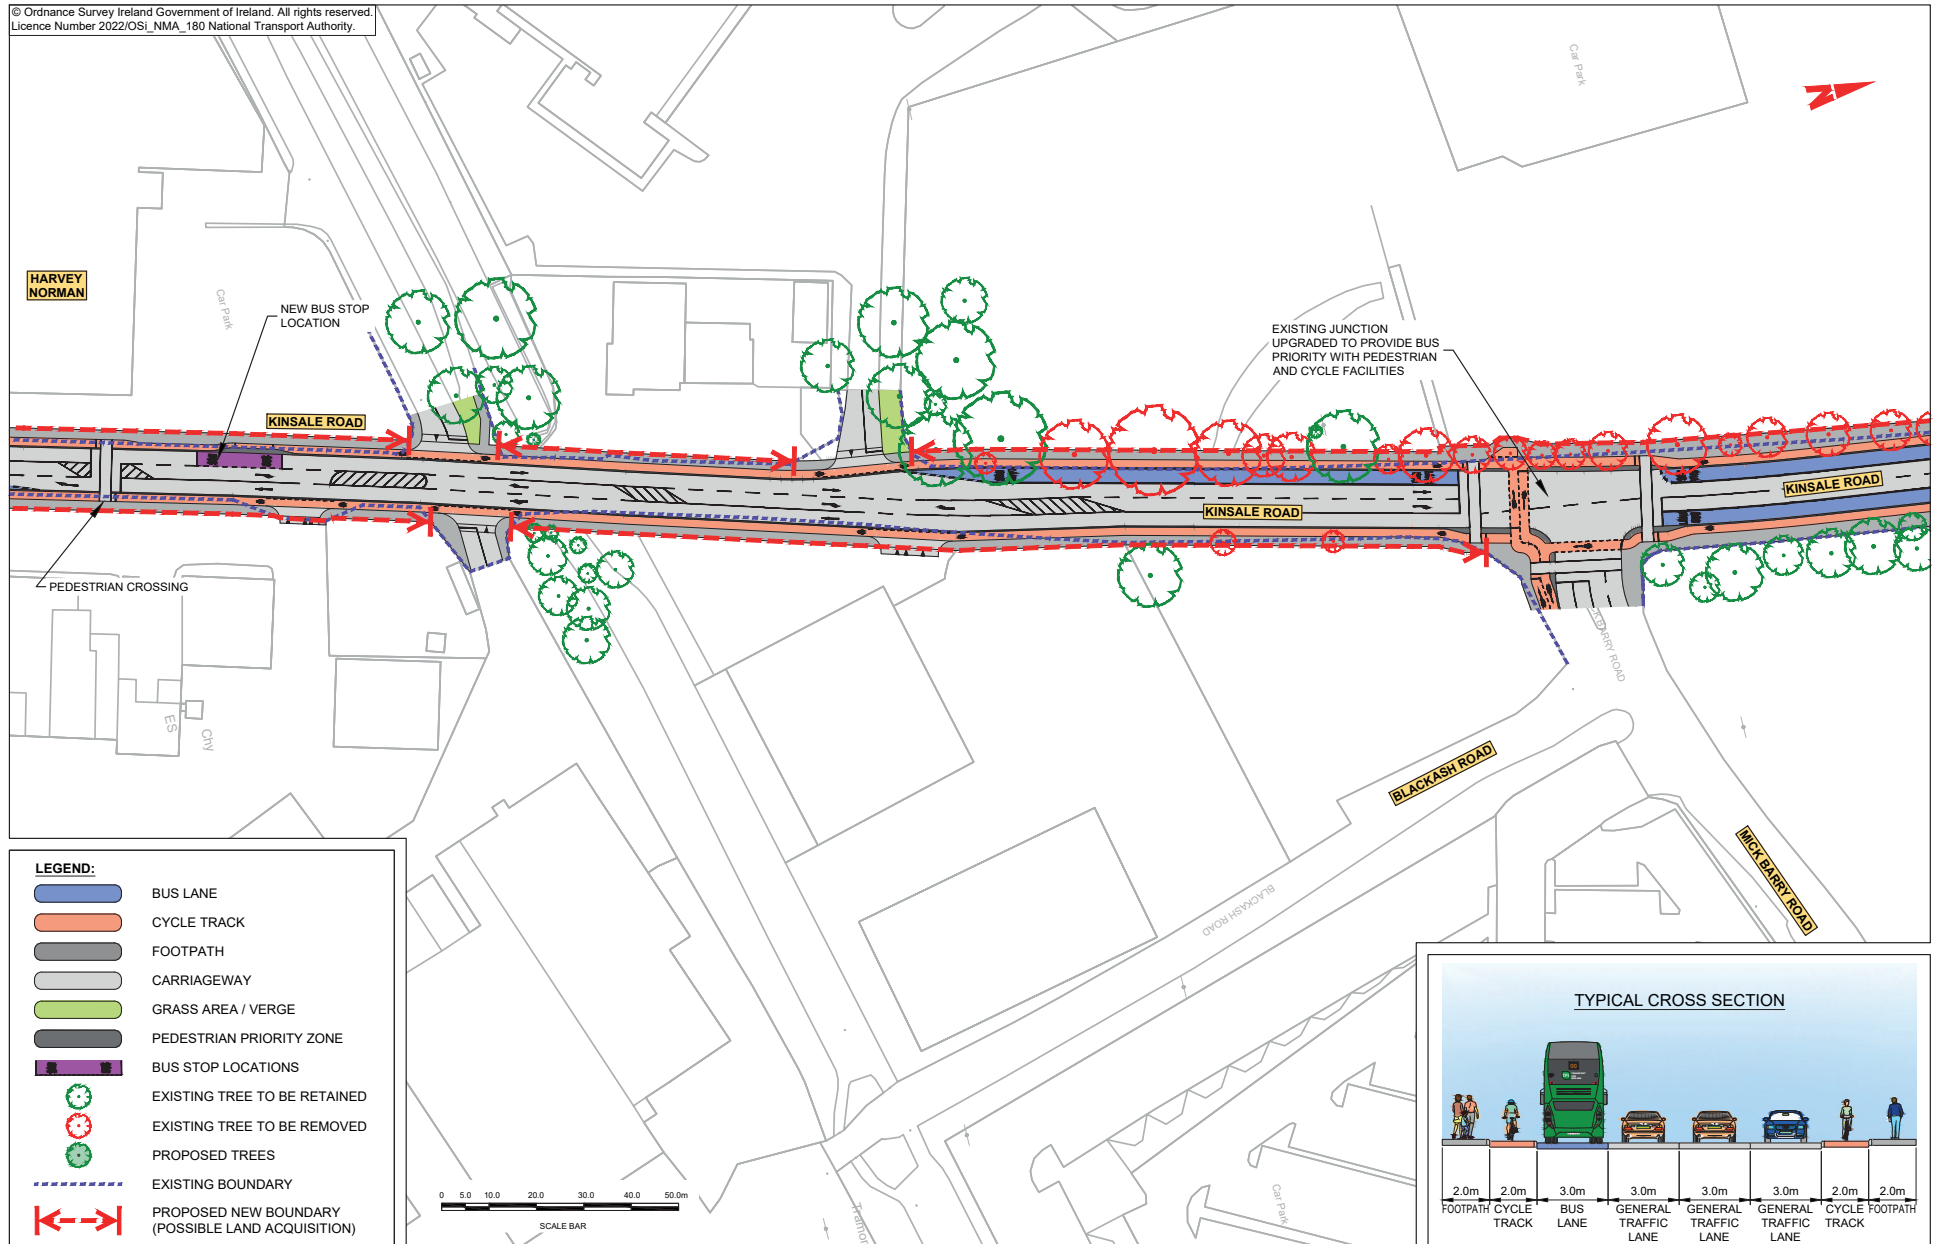 © Ordnance Survey Ireland Government of Ireland. All rights reserved.
Licence Number 2022/OSi_NMA_180 National Transport Authority.
Car Park
HARVEY
NORMAN
Car Park
NEW BUS STOP
LOCATION
EXISTING JUNCTION
UPGRADED TO PROVIDE BUS
PRIORITY WITH PEDESTRIAN
AND CYCLE FACILITIES
KINSALE ROAD
KINSALE ROAD
KINSALE ROAD
PEDESTRIAN CROSSING
ES
Chy
BARRY ROAD
BLACKASH ROAD
MICK BARRY ROAD
BLACKASH ROAD
Car Park
LEGEND:
BUS LANE
CYCLE TRACK
FOOTPATH
CARRIAGEWAY
GRASS AREA / VERGE
PEDESTRIAN PRIORITY ZONE
BUS STOP LOCATIONS
EXISTING TREE TO BE RETAINED
EXISTING TREE TO BE REMOVED
PROPOSED TREES
EXISTING BOUNDARY
PROPOSED NEW BOUNDARY
(POSSIBLE LAND ACQUISITION)
0 5.0 10.0 20.0 30.0 40.0 50.0m
SCALE BAR
TYPICAL CROSS SECTION
2.0m 2.0m 3.0m 3.0m 3.0m 3.0m 2.0m 2.0m
FOOTPATH CYCLE TRACK BUS LANE GENERAL TRAFFIC LANE GENERAL TRAFFIC LANE GENERAL TRAFFIC LANE CYCLE TRACK FOOTPATH